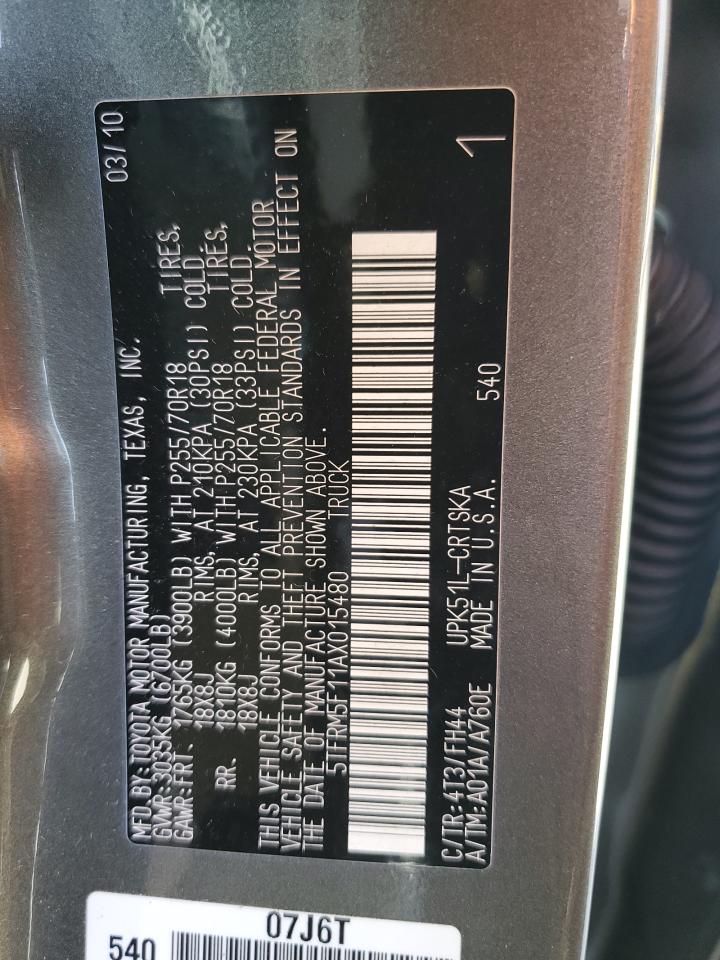 MFD.BY:TOYOTA MOTOR MANUFACTURING, TEXAS, INC. 03/10
GVWR:3035KG (6700LB)
GAWR:FRT. 1765KG (3900LB) WITH P255/70R18 TIRES,
18X8J RIMS, AT 210KPA (30PSI) COLD
RR. 1810KG (4000LB) WITH P255/70R18 TIRES,
18X8J RIMS, AT 230KPA (33PSI) COLD.
THIS VEHICLE CONFORMS TO ALL APPLICABLE FEDERAL MOTOR
VEHICLE SAFETY AND THEFT PREVENTION STANDARDS IN EFFECT ON
THE DATE OF MANUFACTURE SHOWN ABOVE.
5TFRM5F11AX015480 TRUCK
C/TR:4T3/FH44 UPK51L-CRTSKA 1
A/TM:A01A/A760E MADE IN U.S.A. 540
07J6T
540